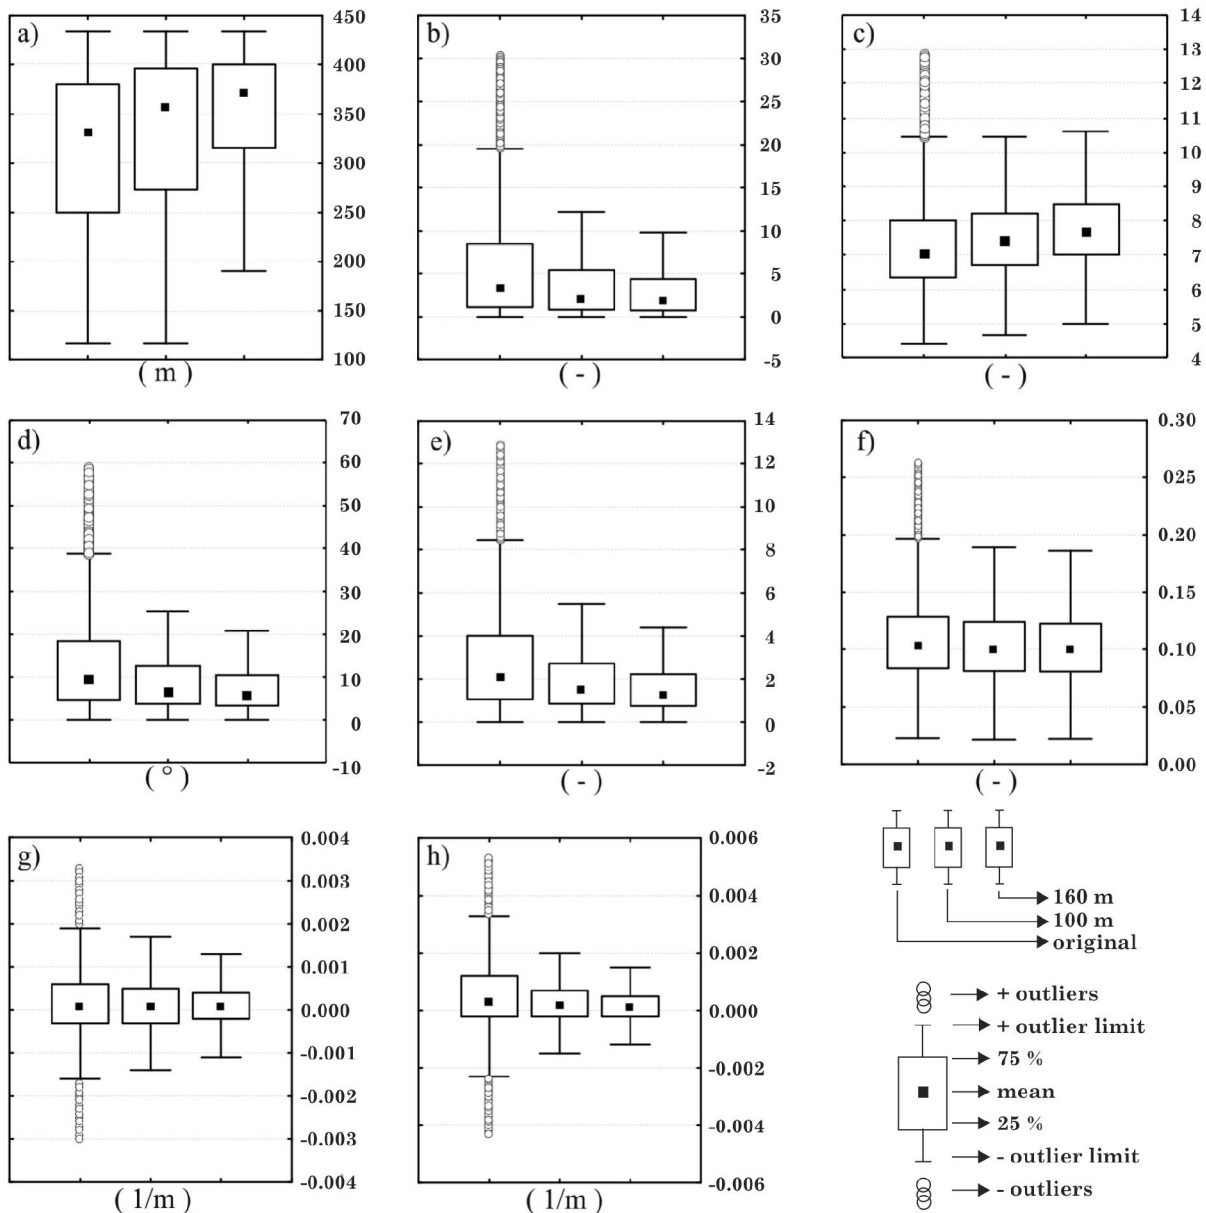 a)
450
400
350
300
250
200
150
100
( m )
b)
35
30
25
20
15
10
5
0
-5
( - )
c)
14
13
12
11
10
9
8
7
6
5
4
( - )
d)
70
60
50
40
30
20
10
0
-10
( ° )
e)
14
12
10
8
6
4
2
0
-2
( - )
f)
0.30
025
0.20
0.15
0.10
0.05
0.00
( - )
g)
0.004
0.003
0.002
0.001
0.000
-0.001
-0.002
-0.003
-0.004
( 1/m )
h)
0.006
0.004
0.002
0.000
-0.002
-0.004
-0.006
( 1/m )
160 m
100 m
original
+ outliers
+ outlier limit
75 %
mean
25 %
- outlier limit
- outliers